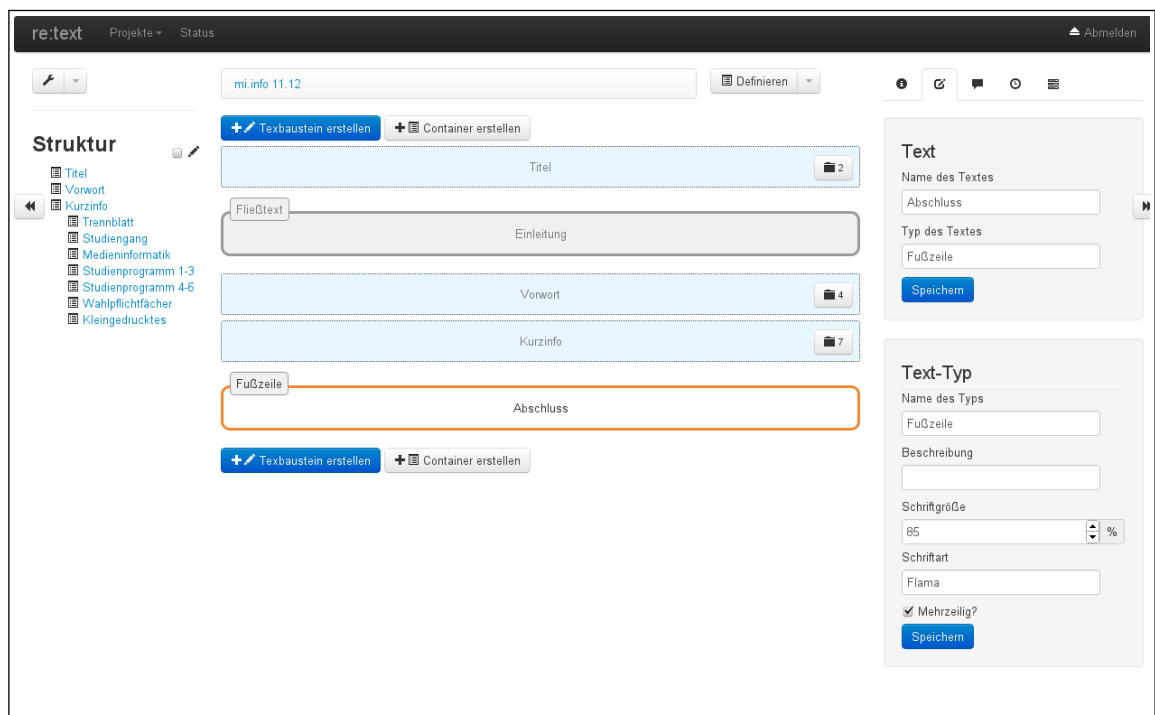 re:text Projekte Status Abmelden
mi.info 11.12
Definieren
Struktur
Titel
Vorwort
Kurzinfo
Trennblatt
Studiengang
Medieninformatik
Studienprogramm 1-3
Studienprogramm 4-6
Wahlpflichtfächer
Kleingedrucktes
Texbaustein erstellen Container erstellen
Titel 2
Fließtext
Einleitung
Vorwort 4
Kurzinfo 7
Fußzeile
Abschluss
Texbaustein erstellen Container erstellen
Text
Name des Textes
Abschluss
Typ des Textes
Fußzeile
Speichern
Text-Typ
Name des Typs
Fußzeile
Beschreibung
Schriftgröße
85 %
Schriftart
Flama
Mehrzeilig?
Speichern